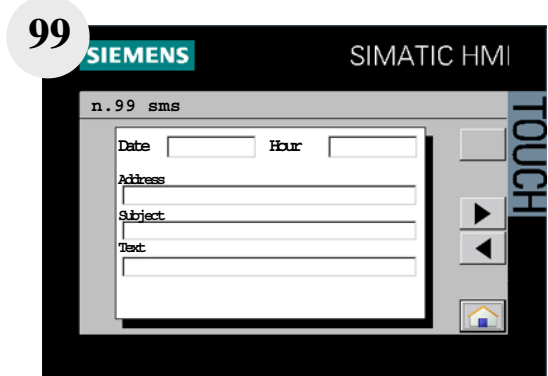 99
SIEMENS
SIMATIC HMI
TOUCH
n.99 sms
Date
Hour
Address
Subject
Text